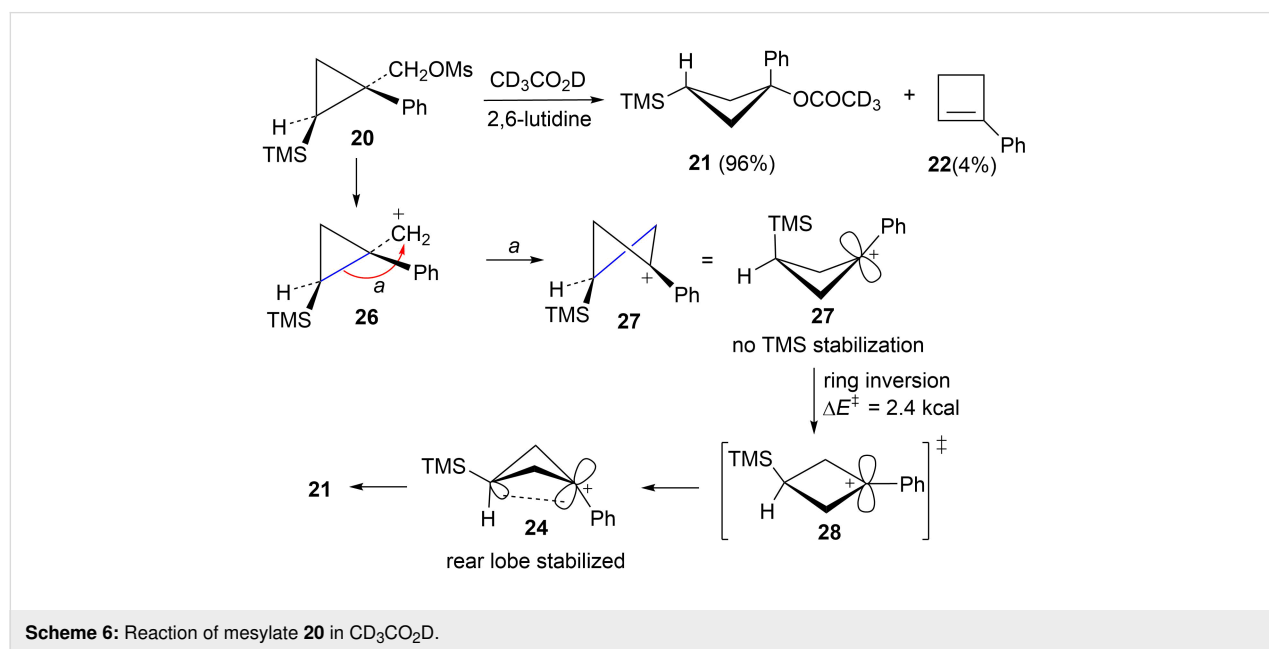 CH2OMs
Ph
H
TMS
20
CD3CO2D
2,6-lutidine
H
Ph
TMS
OCOCD3
21 (96%)
+
Ph
22(4%)
+
CH2
Ph
a
H
TMS
26
a
H
TMS
+
Ph
27
=
TMS
H
Ph
+
27
no TMS stabilization
ring inversion
ΔE‡ = 2.4 kcal
21
TMS
H
+
Ph
24
rear lobe stabilized
TMS
H
+
Ph
28
‡
Scheme 6: Reaction of mesylate 20 in CD3CO2D.